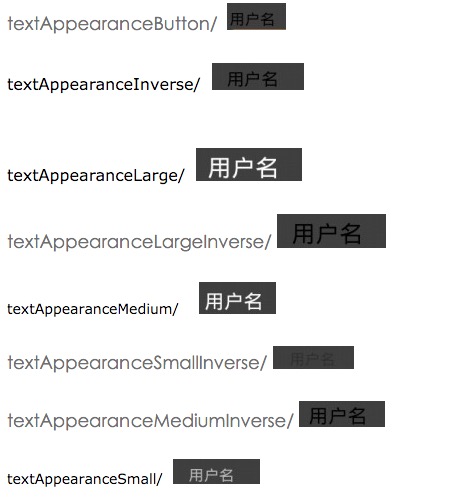 textAppearanceButton/ 用户名
textAppearanceInverse/ 用户名
textAppearanceLarge/ 用户名
textAppearanceLargeInverse/ 用户名
textAppearanceMedium/ 用户名
textAppearanceSmallInverse/ 用户名
textAppearanceMediumInverse/ 用户名
textAppearanceSmall/ 用户名